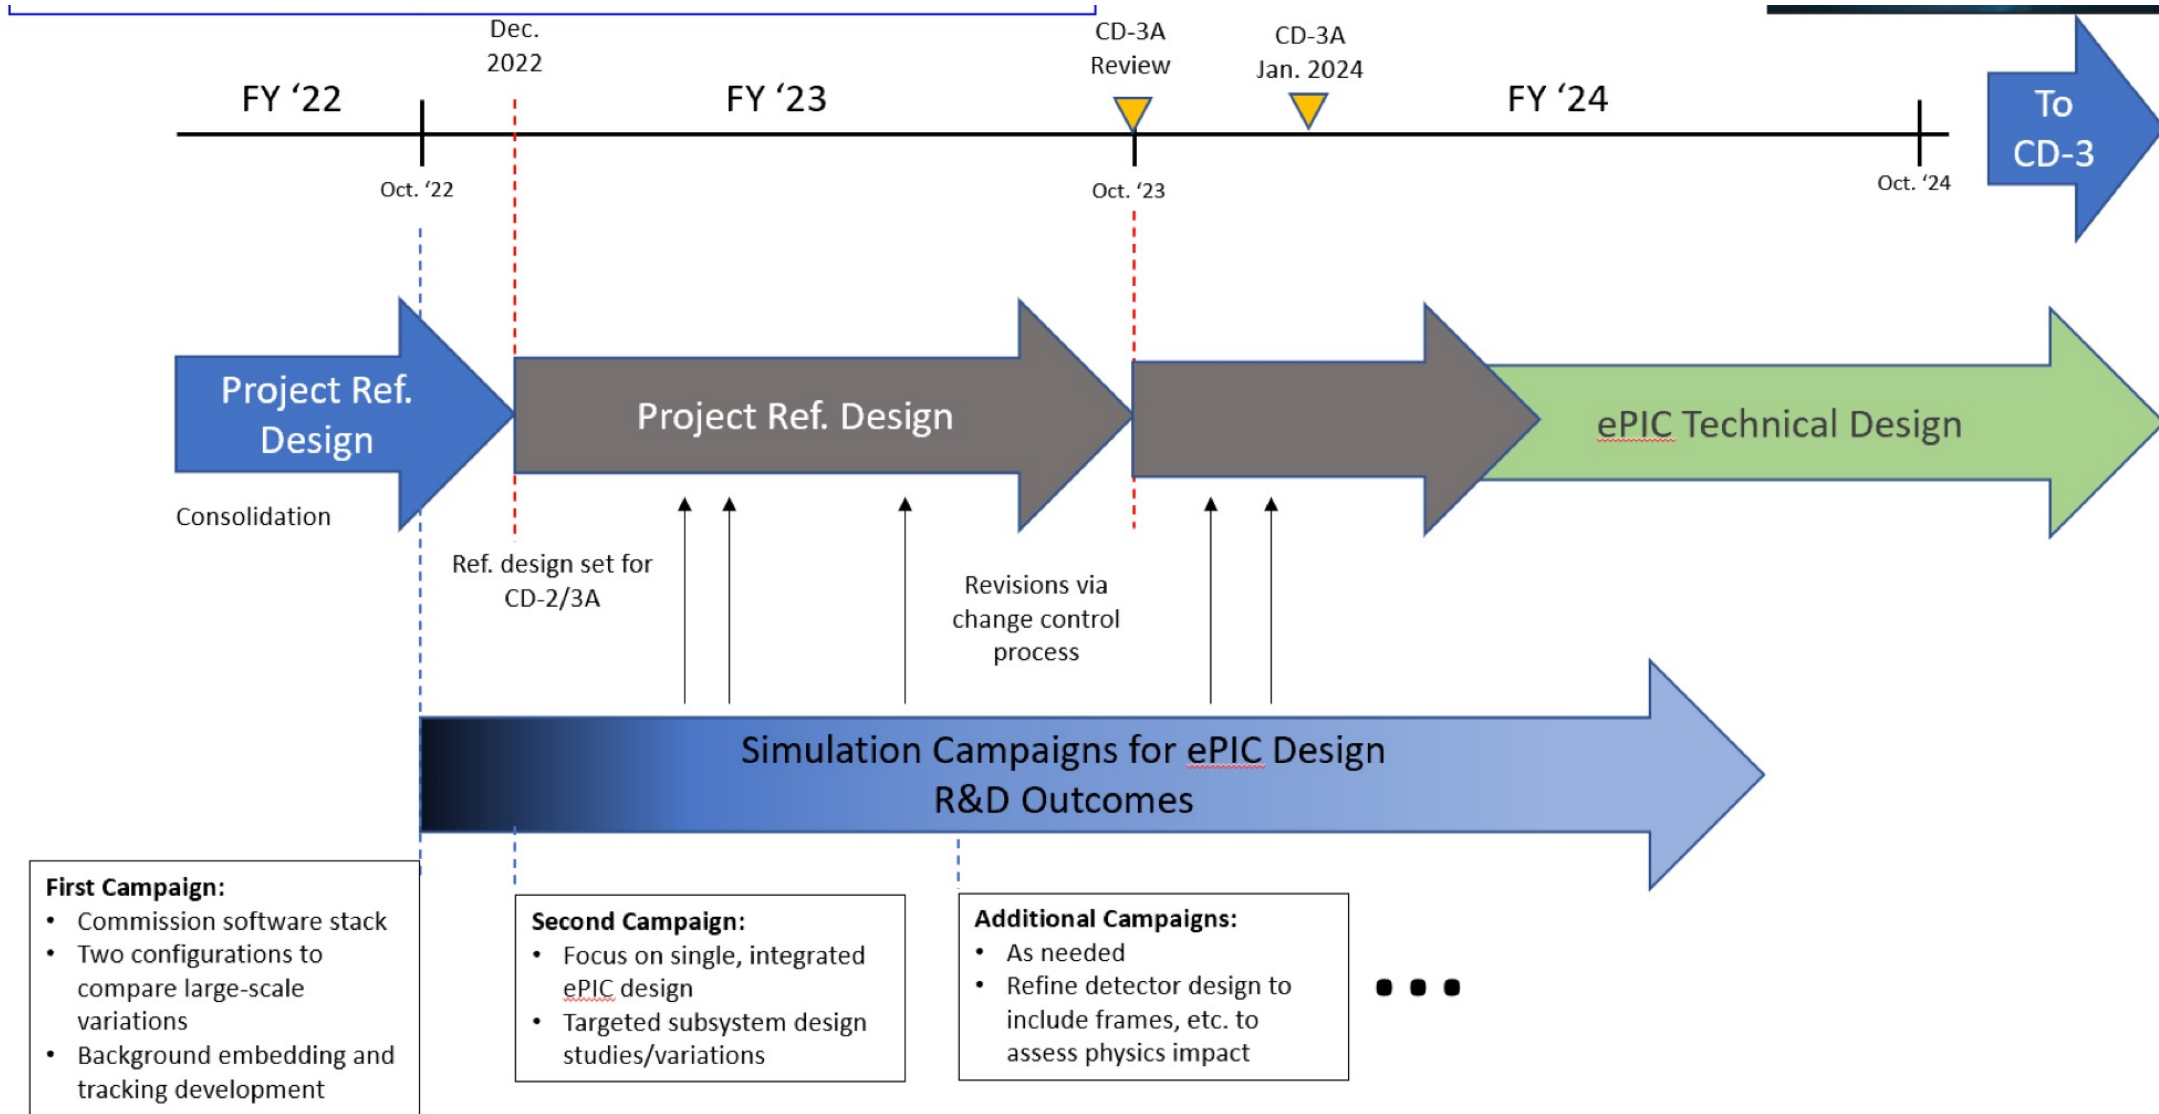 Dec.
2022
CD-3A
Review
CD-3A
Jan. 2024
FY ‘22
FY ‘23
FY ‘24
To
CD-3
Oct. ‘22
Oct. ‘23
Oct. ‘24
Project Ref.
Design
Project Ref. Design
ePIC Technical Design
Consolidation
Ref. design set for
CD-2/3A
Revisions via
change control
process
Simulation Campaigns for ePIC Design
R&D Outcomes
First Campaign:
• Commission software stack
• Two configurations to
compare large-scale
variations
• Background embedding and
tracking development
Second Campaign:
• Focus on single, integrated
ePIC design
• Targeted subsystem design
studies/variations
Additional Campaigns:
• As needed
• Refine detector design to
include frames, etc. to
assess physics impact
...